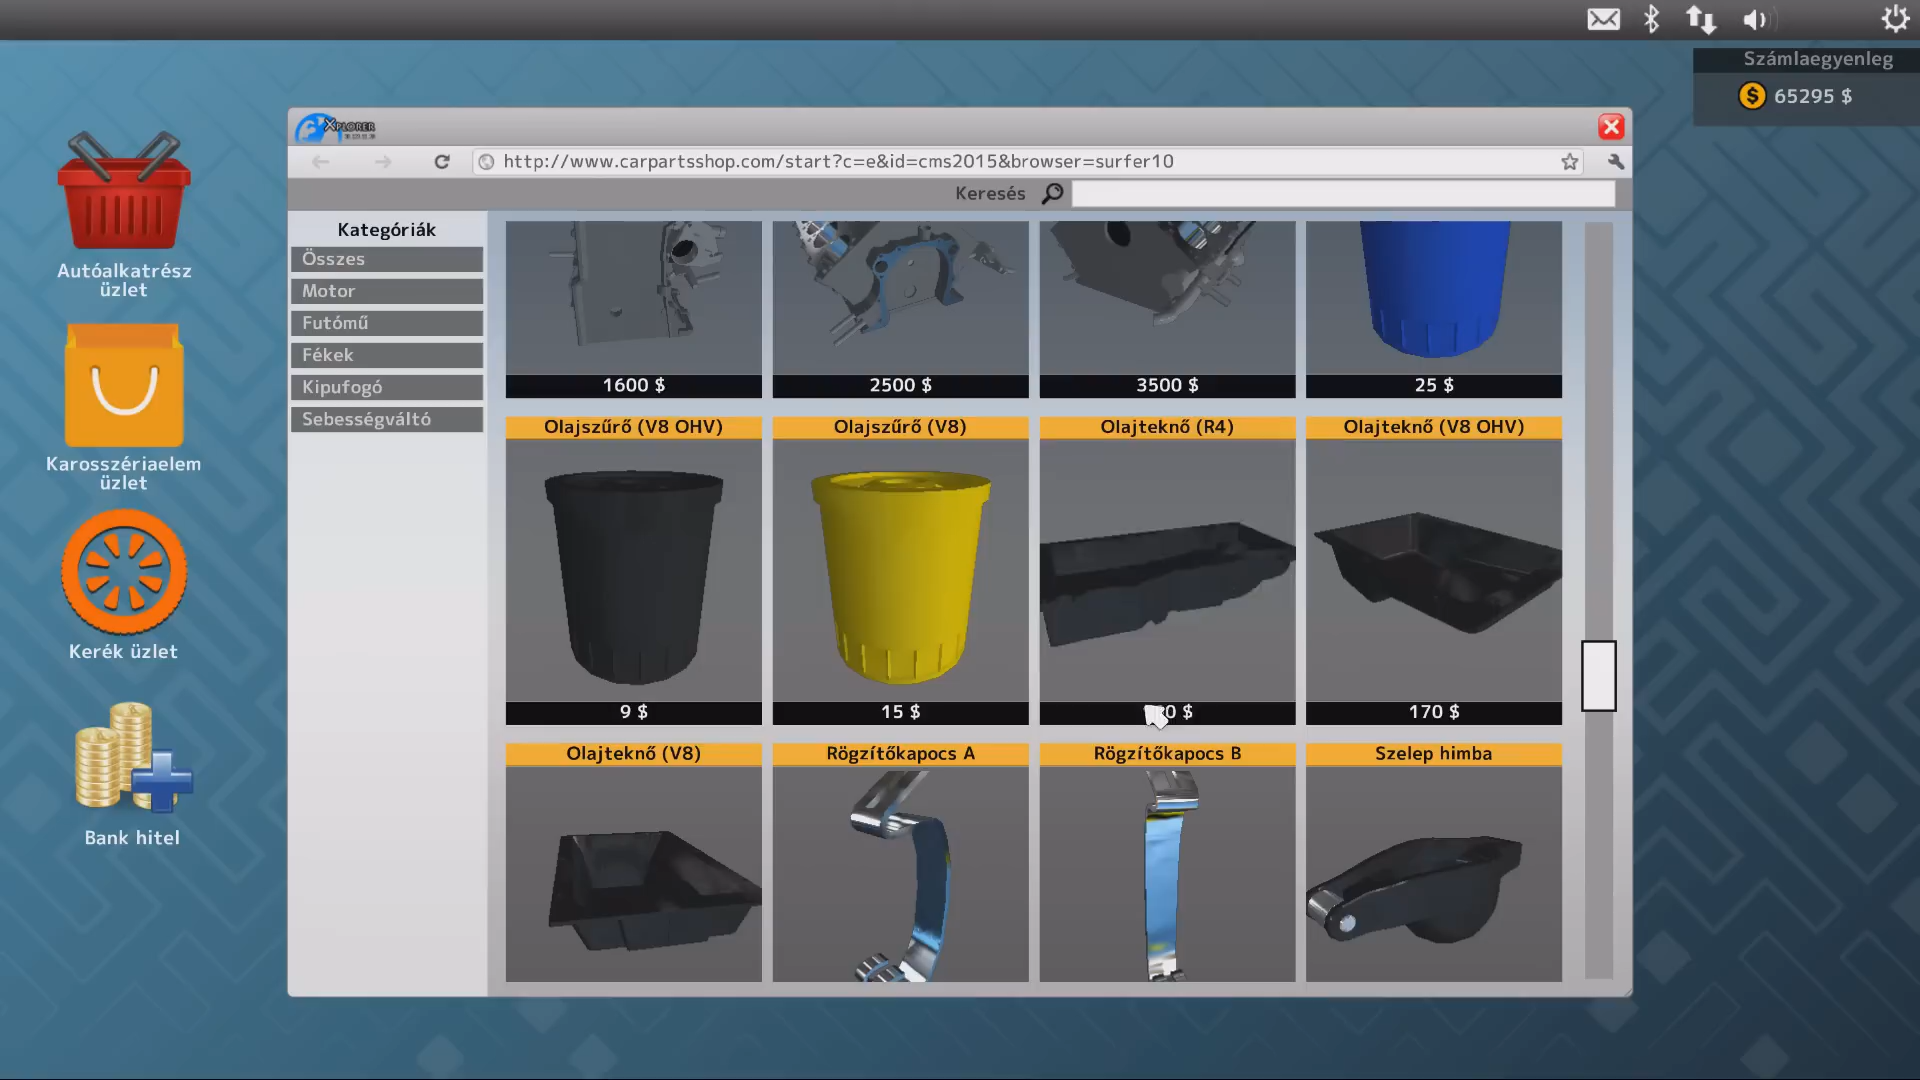 Számlaegyenleg
65295 $
XPLORER
http://www.carpartsshop.com/start?c=e&id=cms2015&browser=surfer10
Keresés
Autóalkatrész
üzlet
Karosszériaelem
üzlet
Kerék üzlet
Bank hitel
Kategóriák
Összes
Motor
Futómű
Fékek
Kipufogó
Sebességváltó
1600 $
2500 $
3500 $
25 $
Olajszűrő (V8 OHV)
Olajszűrő (V8)
Olajteknő (R4)
Olajteknő (V8 OHV)
9 $
15 $
0 $
170 $
Olajteknő (V8)
Rögzítőkapocs A
Rögzítőkapocs B
Szelep himba